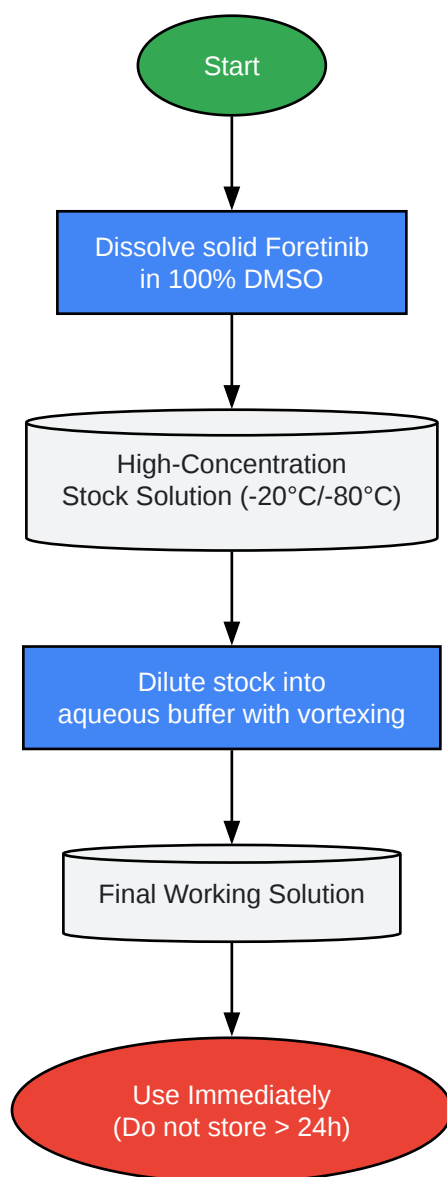 Start
Dissolve solid Foretinib
in 100% DMSO
High-Concentration
Stock Solution (-20°C/-80°C)
Dilute stock into
aqueous buffer with vortexing
Final Working Solution
Use Immediately
(Do not store > 24h)